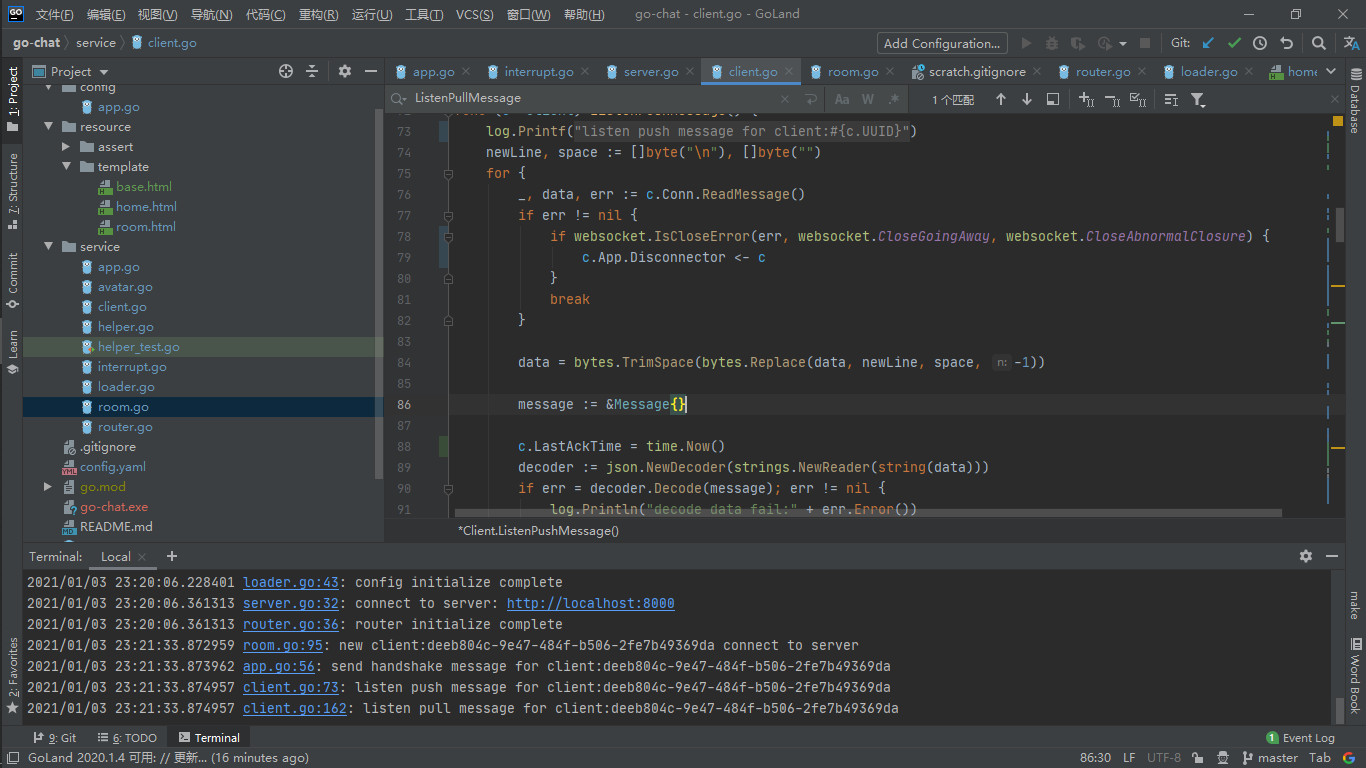 GO 文件(F) 编辑(E) 视图(V) 导航(N) 代码(C) 重构(R) 运行(U) 工具(T) VCS(S) 窗口(W) 帮助(H) go-chat - client.go - GoLand
go-chat service client.go Add Configuration... Git:
1: Project
Project
app.go interrupt.go server.go client.go room.go scratch.gitignore router.go loader.go home
ListenPullMessage Aa W .* 1 个匹配
config
app.go
resource
assert
template
base.html
home.html
room.html
service
app.go
avatar.go
client.go
helper.go
helper_test.go
interrupt.go
loader.go
room.go
router.go
.gitignore
config.yaml
go.mod
go-chat.exe
README.md
7: Structure
Commit
Learn
2: Favorites
73 log.Printf("listen push message for client:#{c.UUID}")
74 newLine, space := []byte("\n"), []byte("")
75 for {
76 _, data, err := c.Conn.ReadMessage()
77 if err != nil {
78 if websocket.IsCloseError(err, websocket.CloseGoingAway, websocket.CloseAbnormalClosure) {
79 c.App.Disconnector <- c
80 }
81 break
82 }
83
84 data = bytes.TrimSpace(bytes.Replace(data, newLine, space, n: -1))
85
86 message := &Message{}
87
88 c.LastAckTime = time.Now()
89 decoder := json.NewDecoder(strings.NewReader(string(data)))
90 if err = decoder.Decode(message); err != nil {
91 log.Println("decode data fail:" + err.Error())
*Client.ListenPushMessage()
Database
make
Word Book
Terminal: Local
2021/01/03 23:20:06.228401 loader.go:43: config initialize complete
2021/01/03 23:20:06.361313 server.go:32: connect to server: http://localhost:8000
2021/01/03 23:20:06.361313 router.go:36: router initialize complete
2021/01/03 23:21:33.872959 room.go:95: new client:deeb804c-9e47-484f-b506-2fe7b49369da connect to server
2021/01/03 23:21:33.873962 app.go:56: send handshake message for client:deeb804c-9e47-484f-b506-2fe7b49369da
2021/01/03 23:21:33.874957 client.go:73: listen push message for client:deeb804c-9e47-484f-b506-2fe7b49369da
2021/01/03 23:21:33.874957 client.go:162: listen pull message for client:deeb804c-9e47-484f-b506-2fe7b49369da
9: Git 6: TODO Terminal 1 Event Log
GoLand 2020.1.4 可用: // 更新... (16 minutes ago) 86:30 LF UTF-8 master Tab